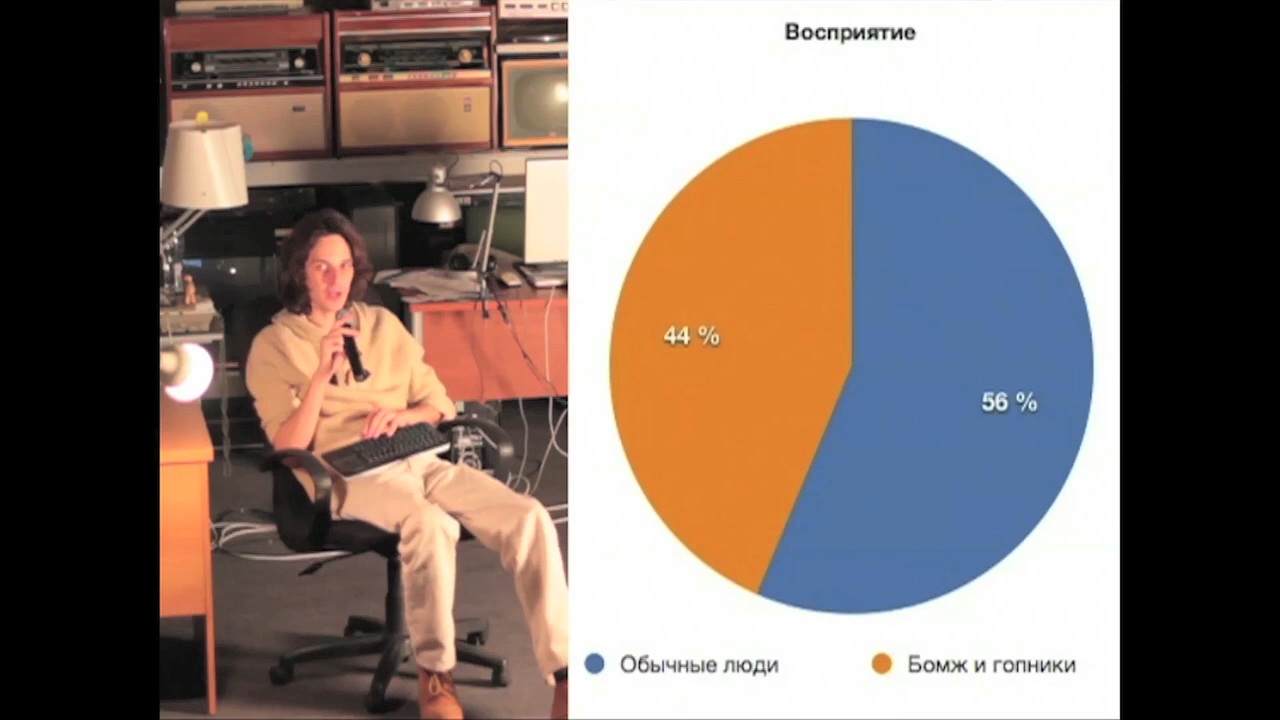 Восприятие
44 %
56 %
Обычные люди
Бомж и гопники